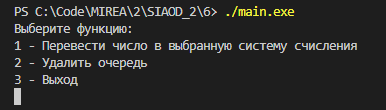 PS C:\Code\MIREA\2\SIAOD_2\6> ./main.exe
Выберите функцию:
1 - Перевести число в выбранную систему счисления
2 - Удалить очередь
3 - Выход